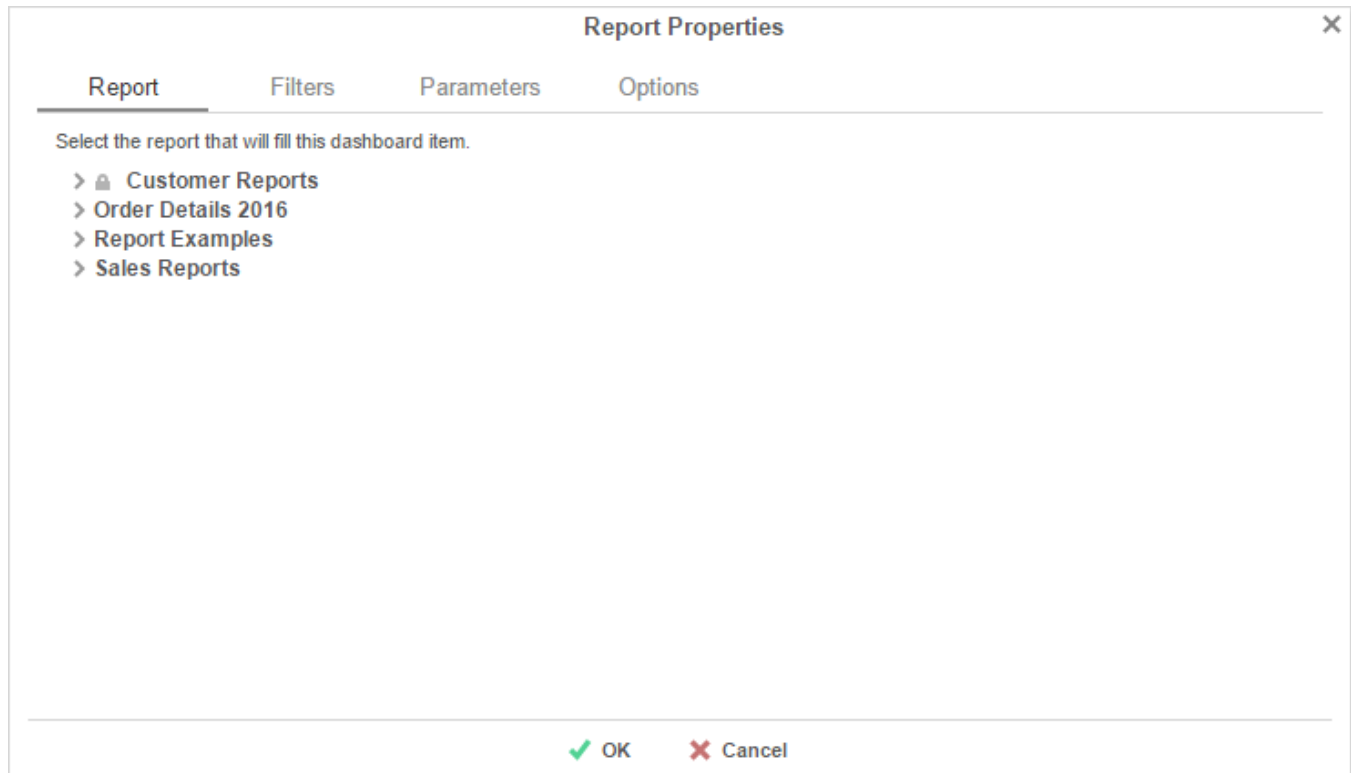 Report Properties
Report Filters Parameters Options
Select the report that will fill this dashboard item.
Customer Reports
Order Details 2016
Report Examples
Sales Reports
OK Cancel